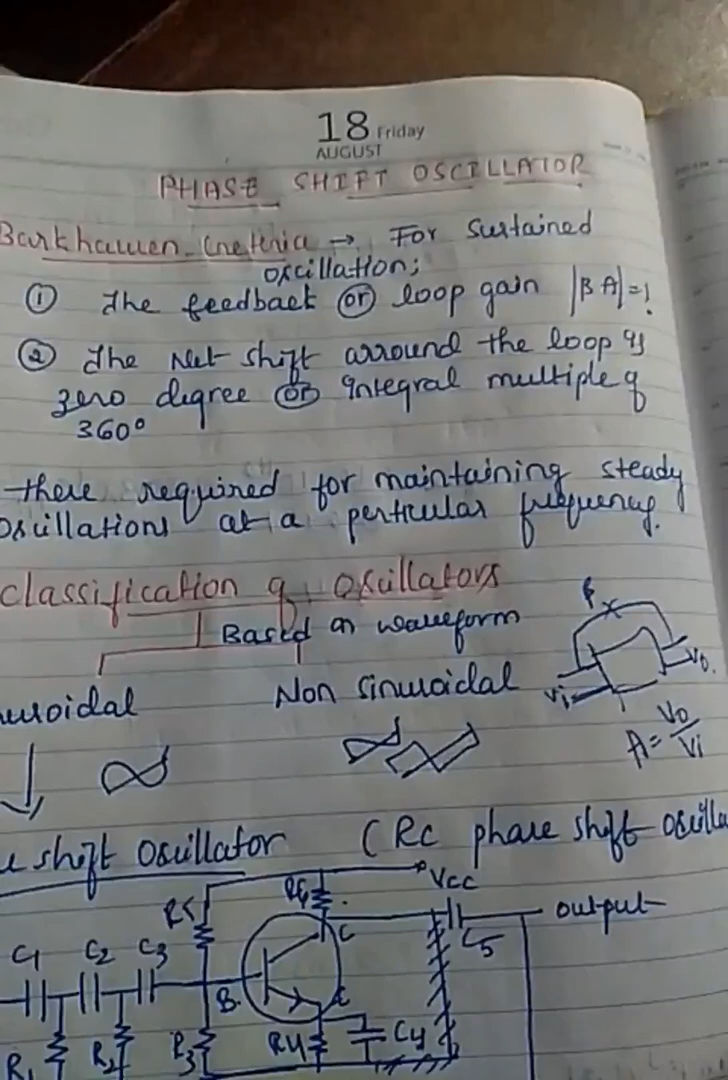 18 Friday
AUGUST
PHASE SHIFT OSCILLATOR
Barkhausen Creteria → For sustained
oscillation;
① The feedback (or) loop gain |βA|=1
② The Net shift arround the loop is
zero degree (or) integral multiple of
360°
these required for maintaining steady
oscillations at a perticular frequency.
classification of Oscillators
Based on waveform
nusoidal Non sinusoidal
Vi Vo
A = Vo/Vi
e shift Oscillator (RC phase shift oscilla
Vcc
R5 R6
C output
C5
C1 C2 C3
B E
R1 R2 R3 R4 C4